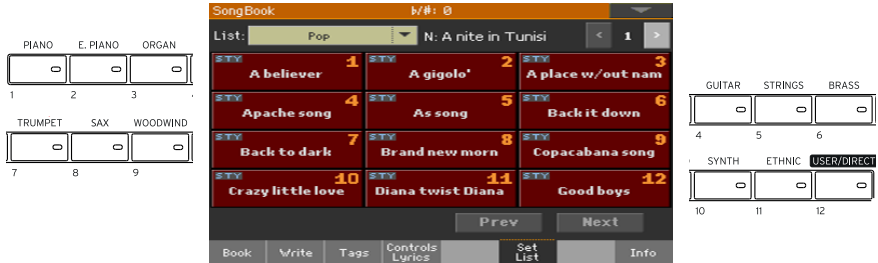 SongBook ♭/#: 0
List: Pop N: A nite in Tunisi < 1 >
STY 1 STY 2 STY 3
A believer A gigolo' A place w/out nam
STY 4 STY 5 STY 6
Apache song As song Back it down
STY 7 STY 8 STY 9
Back to dark Brand new morn Copacabana song
STY 10 STY 11 STY 12
Crazy little love Diana twist Diana Good boys
Prev Next
Book Write Tags Controls Lyrics Set List Info
PIANO E. PIANO ORGAN
1 2 3
TRUMPET SAX WOODWIND
7 8 9
GUITAR STRINGS BRASS
4 5 6
SYNTH ETHNIC USER/DIRECT
10 11 12